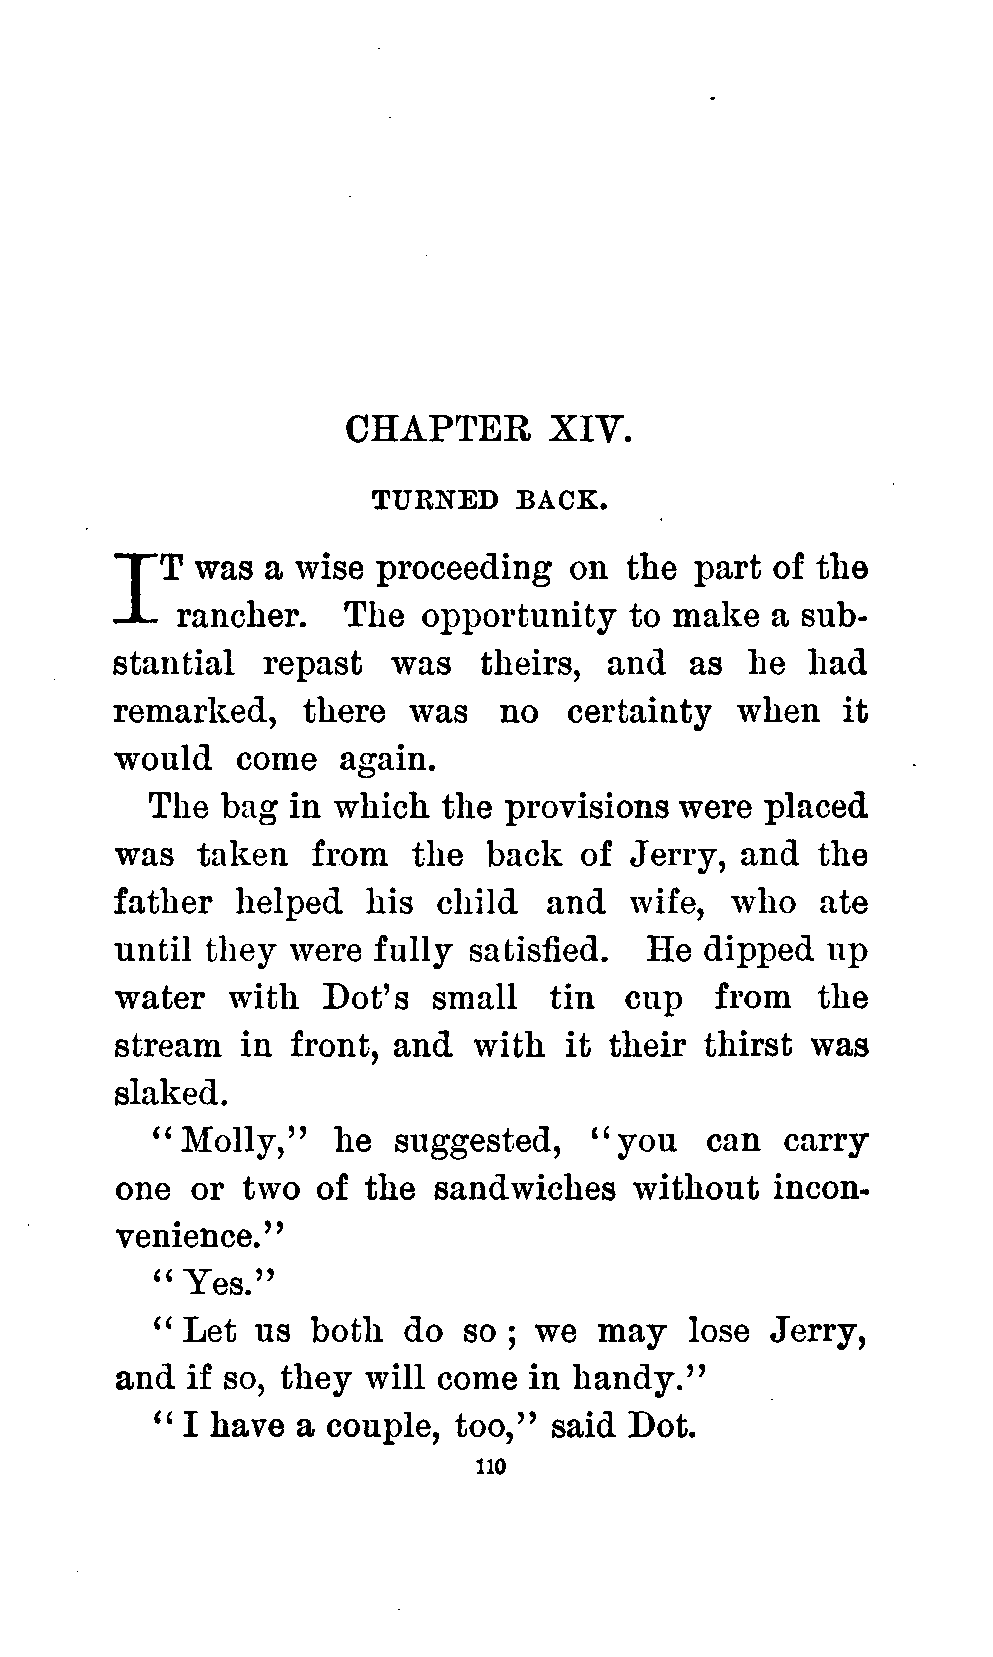 CHAPTER XIV.
TURNED BACK.
IT was a wise proceeding on the part of the
rancher. The opportunity to make a sub-
stantial repast was theirs, and as he had
remarked, there was no certainty when it
would come again.
The bag in which the provisions were placed
was taken from the back of Jerry, and the
father helped his child and wife, who ate
until they were fully satisfied. He dipped up
water with Dot's small tin cup from the
stream in front, and with it their thirst was
slaked.
"Molly," he suggested, "you can carry
one or two of the sandwiches without incon-
venience."
"Yes."
"Let us both do so; we may lose Jerry,
and if so, they will come in handy."
"I have a couple, too," said Dot.
110